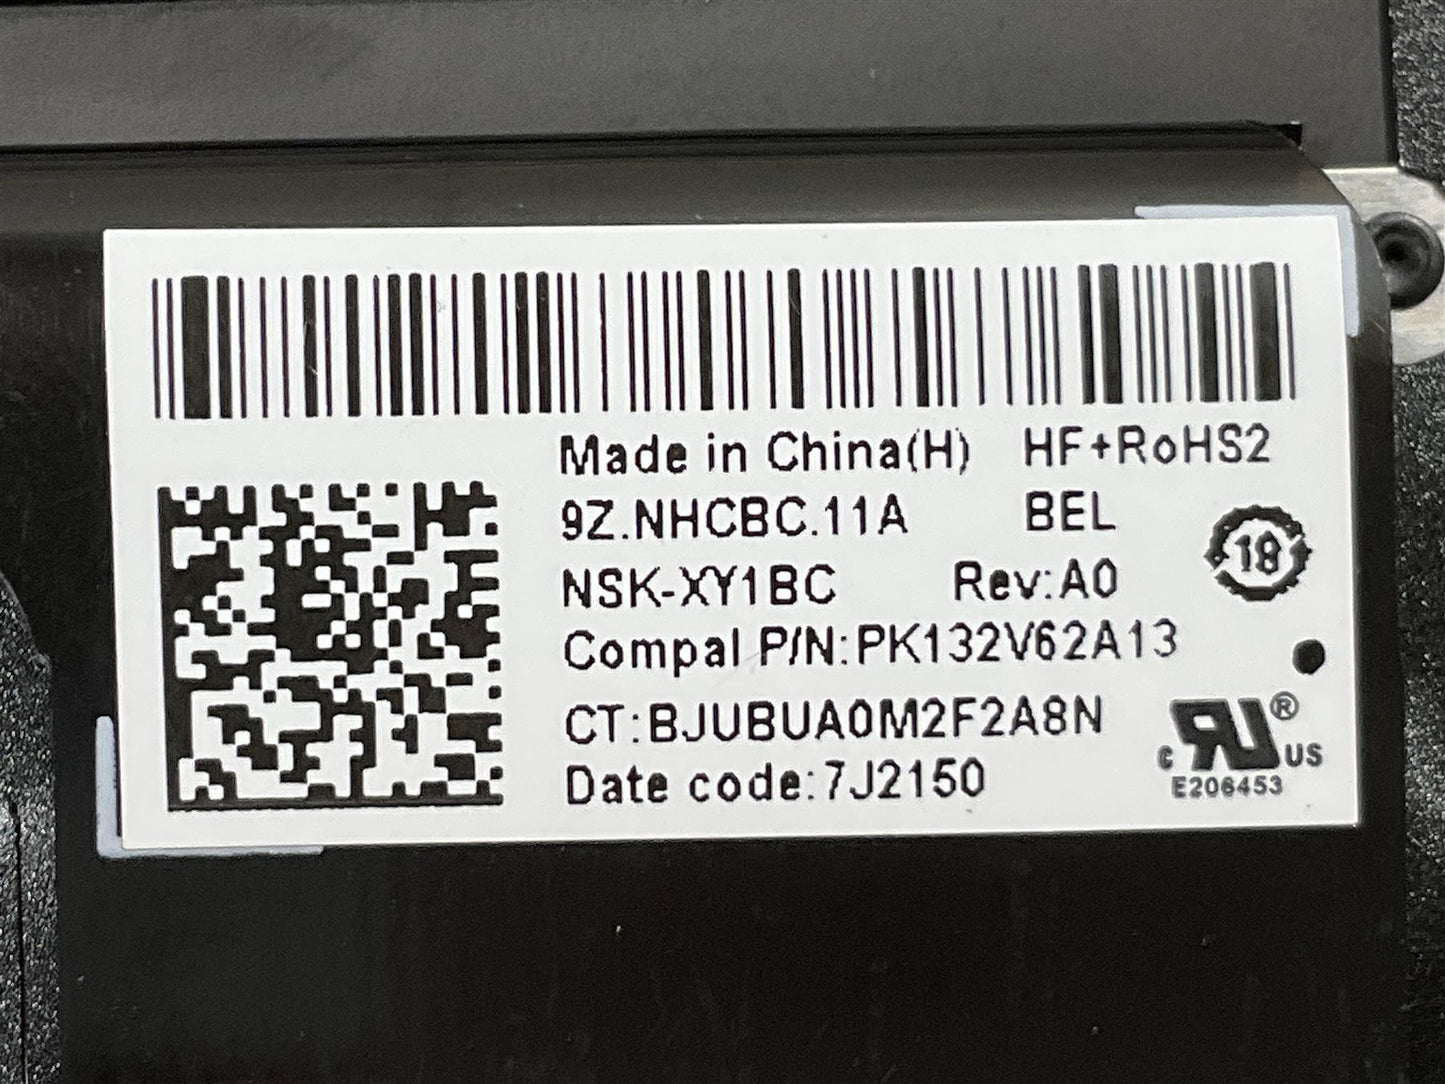 Made in China(H) HF+RoHS2
9Z.NHCBC.11A BEL
18
NSK-XY1BC Rev:A0
Compal P/N:PK132V62A13
CT:BJUBUA0M2F2A8N
Date code:7J2150
c RU® US
E206453